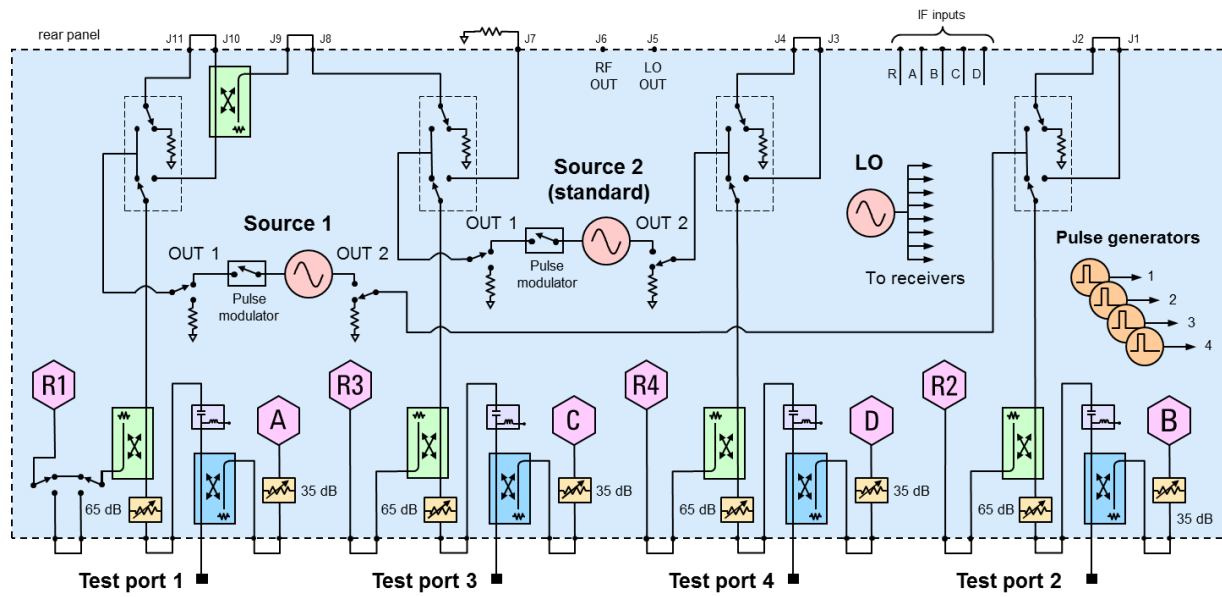 IF inputs
rear panel
J11
J10
J9
J8
J7
J6
J5
J4
J3
J2
J1
RF
OUT
LO
OUT
R
A
B
C
D
Source 2
(standard)
LO
Source 1
OUT 1
OUT 2
Pulse
modulator
OUT 1
OUT 2
Pulse
modulator
To receivers
Pulse generators
1
2
3
4
R1
A
R3
C
R4
D
R2
B
65 dB
35 dB
65 dB
35 dB
65 dB
35 dB
65 dB
35 dB
Test port 1
Test port 3
Test port 4
Test port 2